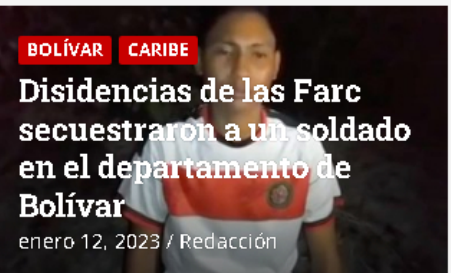 BOLÍVAR CARIBE
Disidencias de las Farc
secuestraron a un soldado
en el departamento de
Bolívar
enero 12, 2023 / Redacción